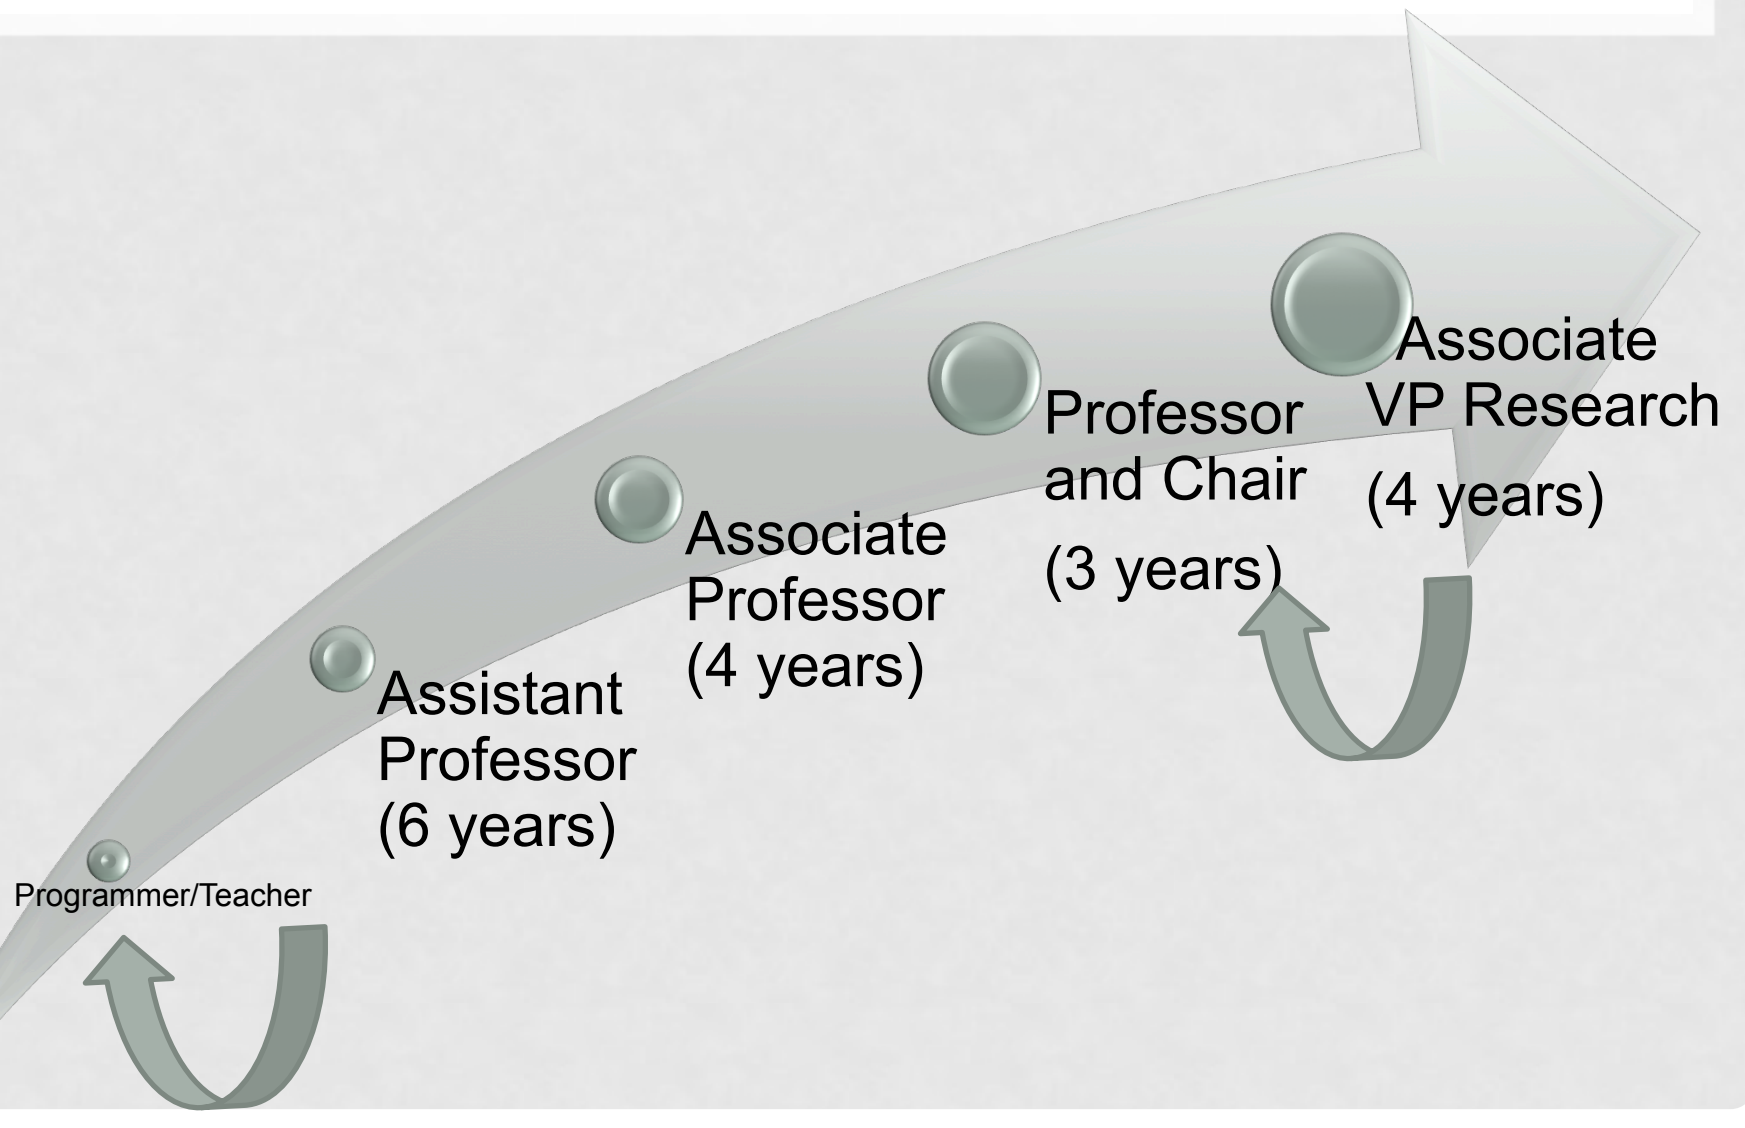 Programmer/Teacher
Assistant
Professor
(6 years)
Associate
Professor
(4 years)
Professor
and Chair
(3 years)
Associate
VP Research
(4 years)